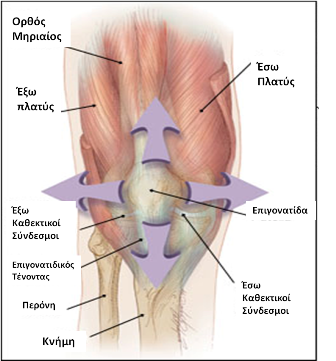 Ορθός
Μηριαίος
Έσω
Πλατύς
Έξω
πλατύς
Έξω
Καθεκτικοί
Σύνδεσμοι
Επιγονατίδα
Επιγονατιδικός
Τένοντας
Έσω
Καθεκτικοί
Σύνδεσμοι
Περόνη
Κνήμη